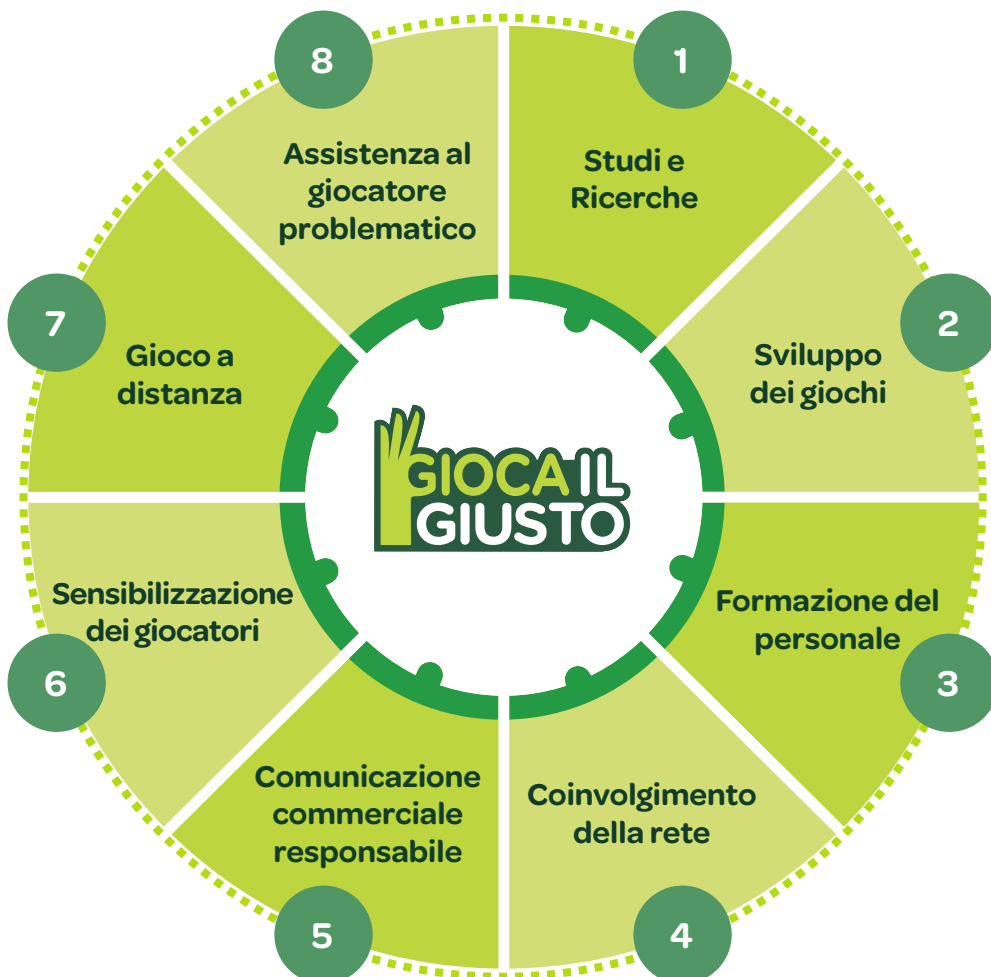 1
Studi e
Ricerche
2
Sviluppo
dei giochi
3
Formazione del
personale
4
Coinvolgimento
della rete
5
Comunicazione
commerciale
responsabile
6
Sensibilizzazione
dei giocatori
7
Gioco a
distanza
8
Assistenza al
giocatore
problematico
GIOCA IL
GIUSTO